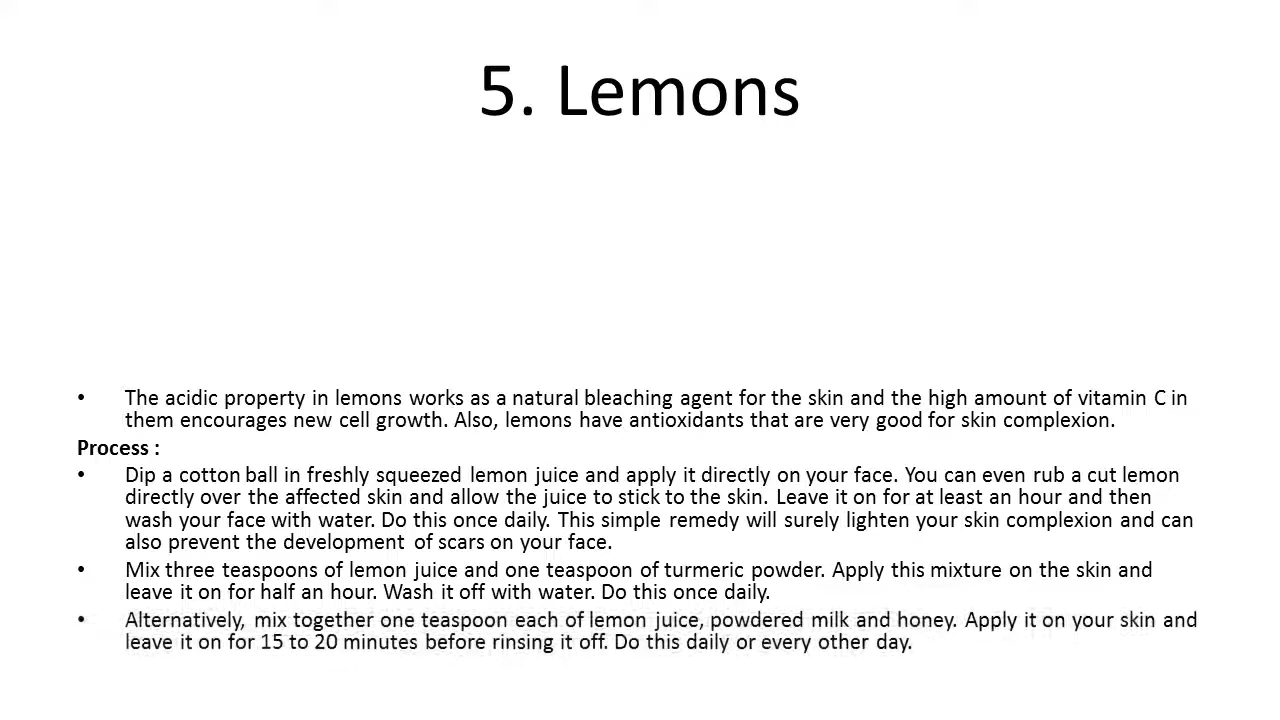 5. Lemons
• The acidic property in lemons works as a natural bleaching agent for the skin and the high amount of vitamin C in
them encourages new cell growth. Also, lemons have antioxidants that are very good for skin complexion.
Process :
• Dip a cotton ball in freshly squeezed lemon juice and apply it directly on your face. You can even rub a cut lemon
directly over the affected skin and allow the juice to stick to the skin. Leave it on for at least an hour and then
wash your face with water. Do this once daily. This simple remedy will surely lighten your skin complexion and can
also prevent the development of scars on your face.
• Mix three teaspoons of lemon juice and one teaspoon of turmeric powder. Apply this mixture on the skin and
leave it on for half an hour. Wash it off with water. Do this once daily.
• Alternatively, mix together one teaspoon each of lemon juice, powdered milk and honey. Apply it on your skin and
leave it on for 15 to 20 minutes before rinsing it off. Do this daily or every other day.